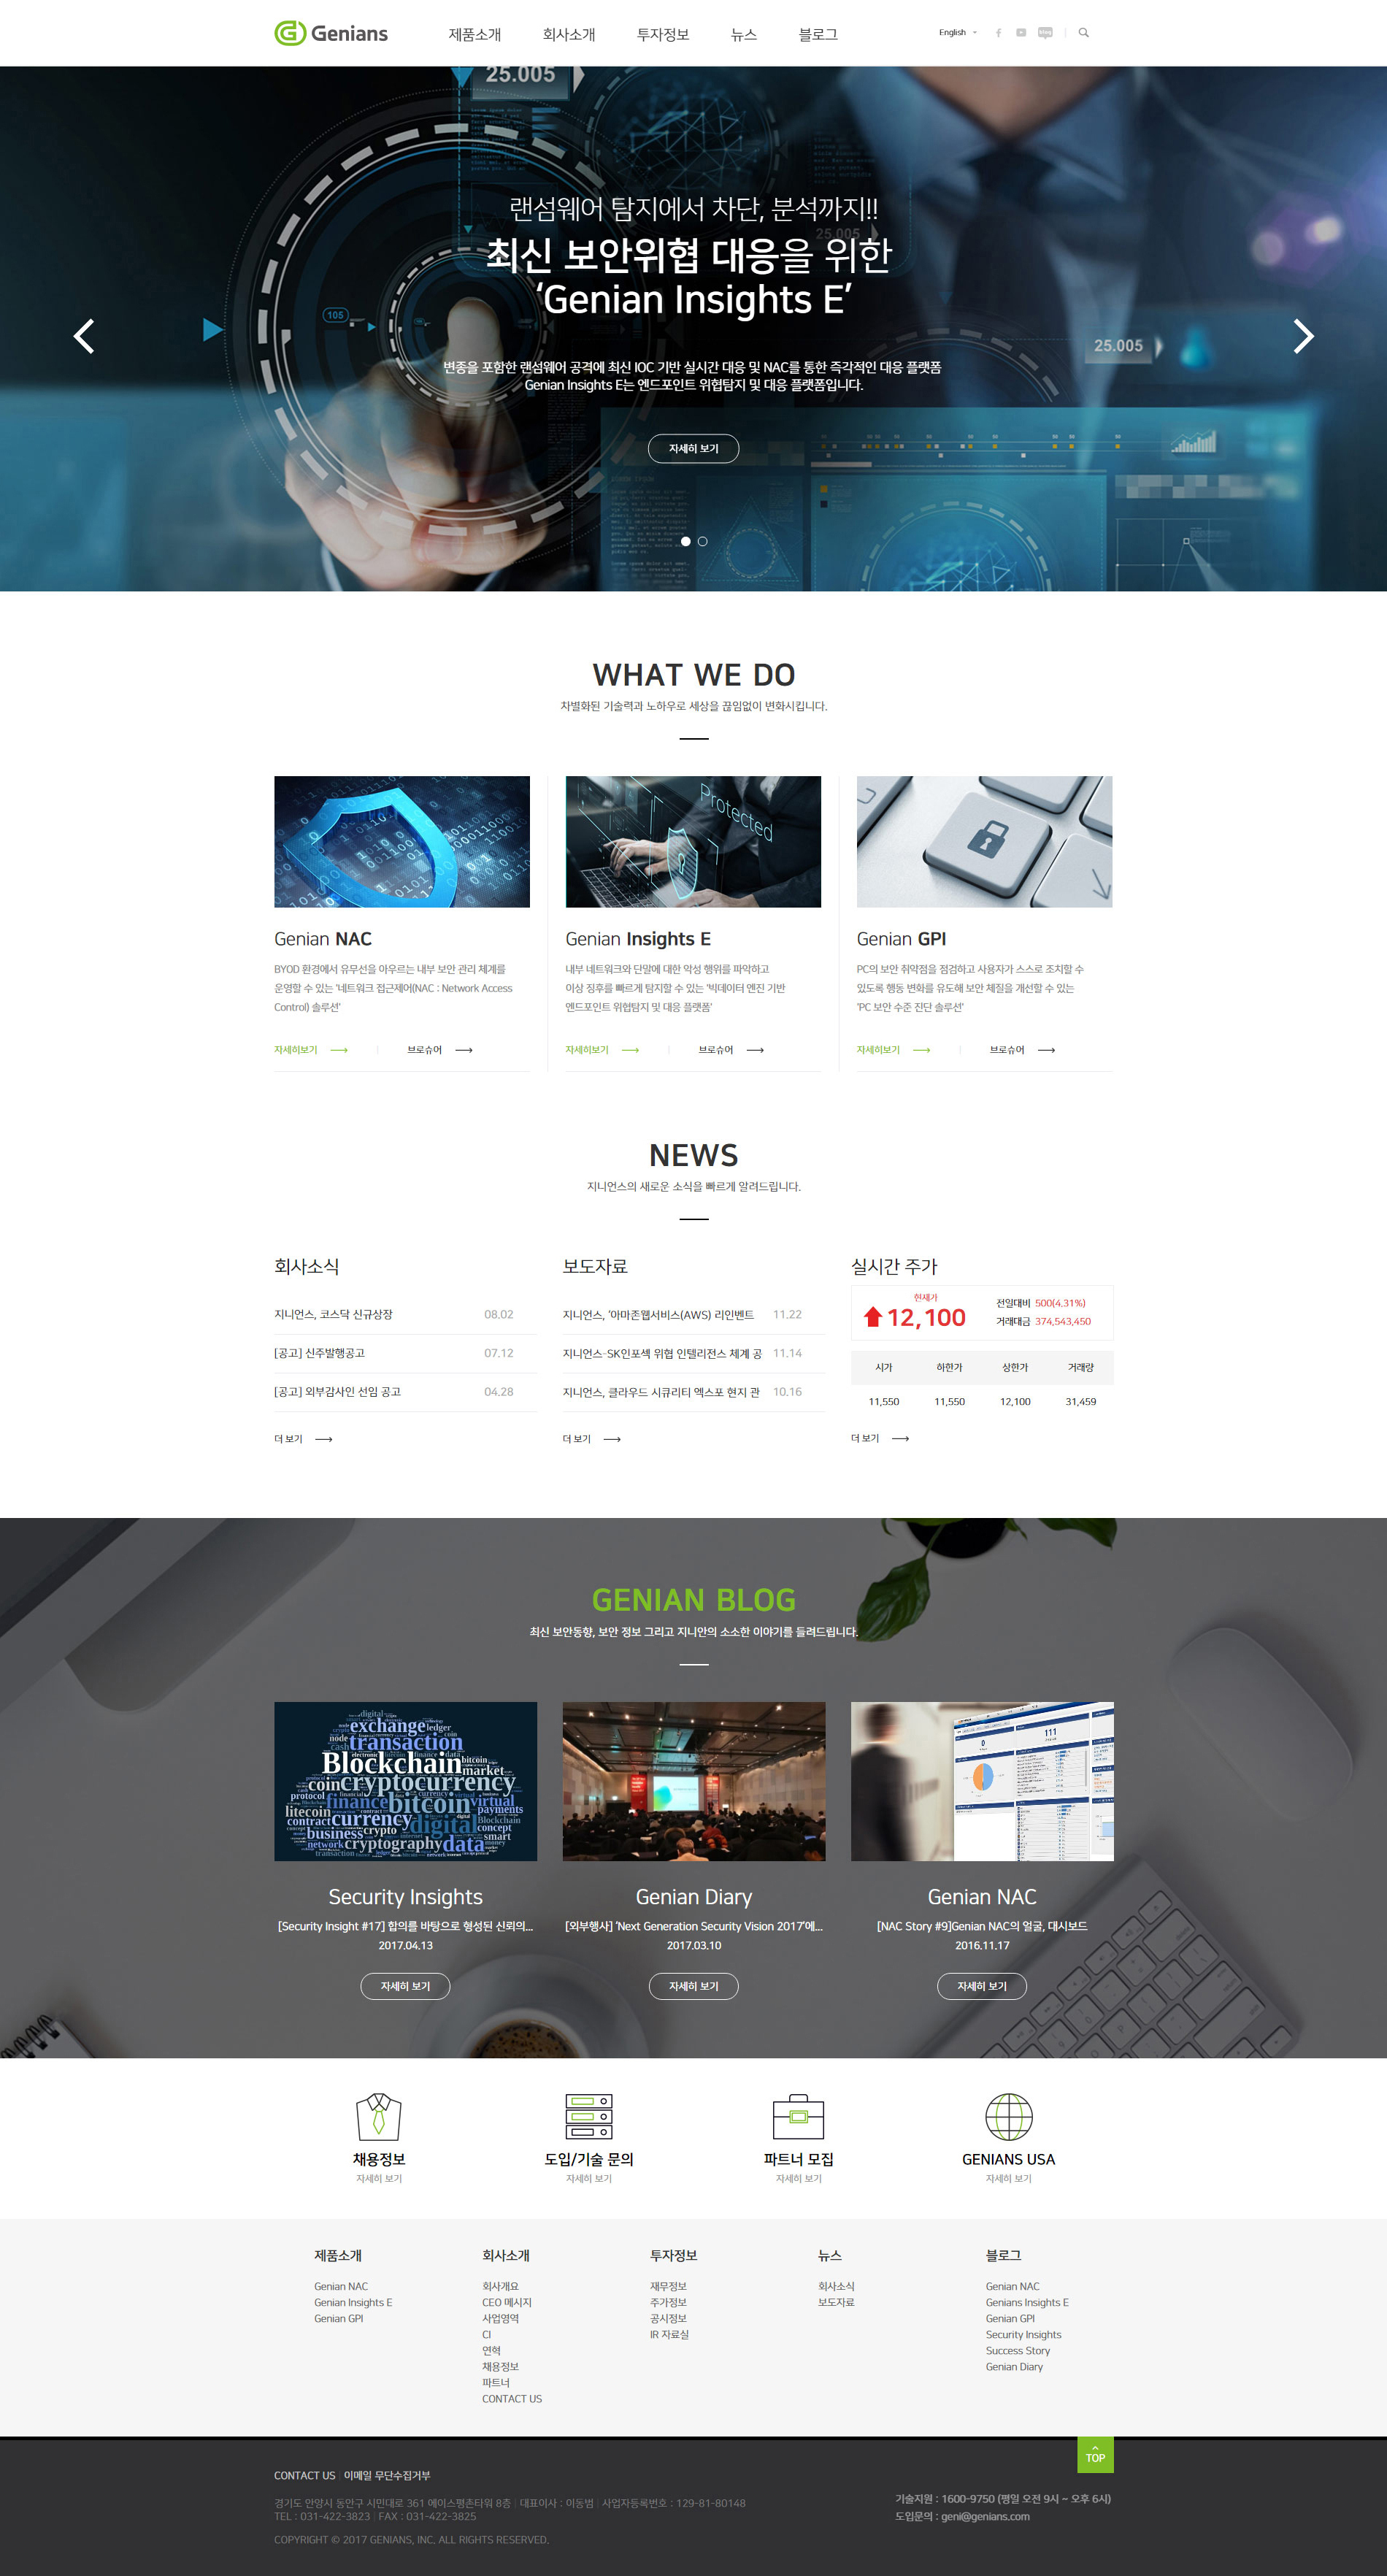 Genians
제품소개
회사소개
투자정보
뉴스
블로그
English
25.005
랜섬웨어 탐지에서 차단, 분석까지!!
25.005
최신 보안위협 대응을 위한
‘Genian Insights E’
105
25.005
변종을 포함한 랜섬웨어 공격에 최신 IOC 기반 실시간 대응 및 NAC를 통한 즉각적인 대응 플랫폼
Genian Insights E는 엔드포인트 위협탐지 및 대응 플랫폼입니다.
자세히 보기
WHAT WE DO
차별화된 기술력과 노하우로 세상을 끊임없이 변화시킵니다.
Protected
Genian NAC
BYOD 환경에서 유무선을 아우르는 내부 보안 관리 체계를
운영할 수 있는 '네트워크 접근제어(NAC : Network Access
Control) 솔루션'
자세히보기
브로슈어
Genian Insights E
내부 네트워크와 단말에 대한 악성 행위를 파악하고
이상 징후를 빠르게 탐지할 수 있는 '빅데이터 엔진 기반
엔드포인트 위협탐지 및 대응 플랫폼'
자세히보기
브로슈어
Genian GPI
PC의 보안 취약점을 점검하고 사용자가 스스로 조치할 수
있도록 행동 변화를 유도해 보안 체질을 개선할 수 있는
'PC 보안 수준 진단 솔루션'
자세히보기
브로슈어
NEWS
지니언스의 새로운 소식을 빠르게 알려드립니다.
회사소식
지니언스, 코스닥 신규상장 08.02
[공고] 신주발행공고 07.12
[공고] 외부감사인 선임 공고 04.28
더 보기
보도자료
지니언스, '아마존웹서비스(AWS) 리인벤트 11.22
지니언스-SK인포섹 위협 인텔리전스 체계 공 11.14
지니언스, 클라우드 시큐리티 엑스포 현지 관 10.16
더 보기
실시간 주가
현재가
12,100
전일대비 500(4.31%)
거래대금 374,543,450
시가 하한가 상한가 거래량
11,550 11,550 12,100 31,459
더 보기
GENIAN BLOG
최신 보안동향, 보안 정보 그리고 지니안의 소소한 이야기를 들려드립니다.
digital
exchange ledger
node transaction coin
cash
Blockchain bitcoin
market
coin cryptocurrency
protocol
finance bitcoin virtual
litecoin payments
contract currency digital Blockchain
business crypto concept
smart
network cryptography data money
transaction
0
111
Security Insights
[Security Insight #17] 합의를 바탕으로 형성된 신뢰의...
2017.04.13
자세히 보기
Genian Diary
[외부행사] 'Next Generation Security Vision 2017'에...
2017.03.10
자세히 보기
Genian NAC
[NAC Story #9]Genian NAC의 얼굴, 대시보드
2016.11.17
자세히 보기
채용정보
자세히 보기
도입/기술 문의
자세히 보기
파트너 모집
자세히 보기
GENIANS USA
자세히 보기
제품소개
Genian NAC
Genian Insights E
Genian GPI
회사소개
회사개요
CEO 메시지
사업영역
CI
연혁
채용정보
파트너
CONTACT US
투자정보
재무정보
주가정보
공시정보
IR 자료실
뉴스
회사소식
보도자료
블로그
Genian NAC
Genians Insights E
Genian GPI
Security Insights
Success Story
Genian Diary
TOP
CONTACT US | 이메일 무단수집거부
경기도 안양시 동안구 시민대로 361 에이스평촌타워 8층 | 대표이사 : 이동범 | 사업자등록번호 : 129-81-80148
TEL : 031-422-3823 | FAX : 031-422-3825
COPYRIGHT © 2017 GENIANS, INC. ALL RIGHTS RESERVED.
기술지원 : 1600-9750 (평일 오전 9시 ~ 오후 6시)
도입문의 : geni@genians.com